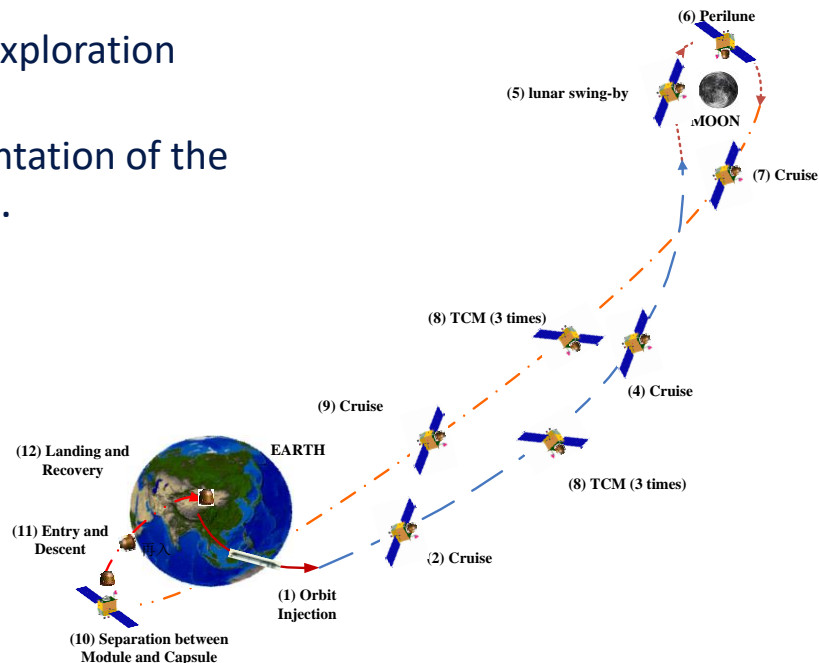 xploration
ntation of the
.
(6) Perilune
(5) lunar swing-by
MOON
(7) Cruise
(8) TCM (3 times)
(4) Cruise
(9) Cruise
(12) Landing and
Recovery
EARTH
(8) TCM (3 times)
(11) Entry and
Descent
再入
(2) Cruise
(1) Orbit
Injection
(10) Separation between
Module and Capsule